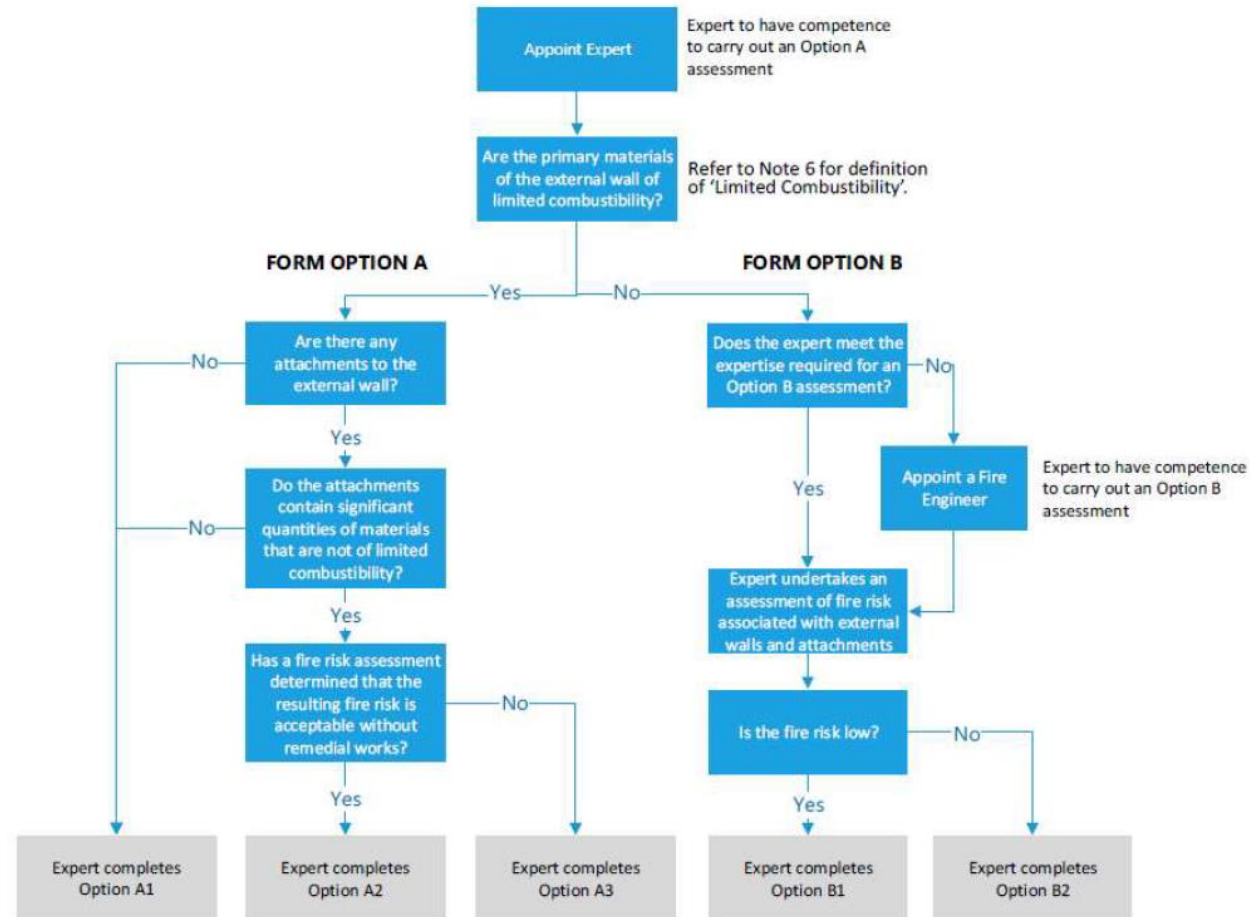 Appoint Expert
Expert to have competence
to carry out an Option A
assessment
Are the primary materials
of the external wall of
limited combustibility?
Refer to Note 6 for definition
of ‘Limited Combustibility’.
FORM OPTION A
FORM OPTION B
Yes
No
Are there any
attachments to the
external wall?
No
Yes
Do the attachments
contain significant
quantities of materials
that are not of limited
combustibility?
No
Yes
Has a fire risk assessment
determined that the
resulting fire risk is
acceptable without
remedial works?
No
Yes
Does the expert meet the
expertise required for an
Option B assessment?
No
Yes
Appoint a Fire
Engineer
Expert to have competence
to carry out an Option B
assessment
Expert undertakes an
assessment of fire risk
associated with external
walls and attachments
Is the fire risk low?
No
Yes
Expert completes
Option A1
Expert completes
Option A2
Expert completes
Option A3
Expert completes
Option B1
Expert completes
Option B2